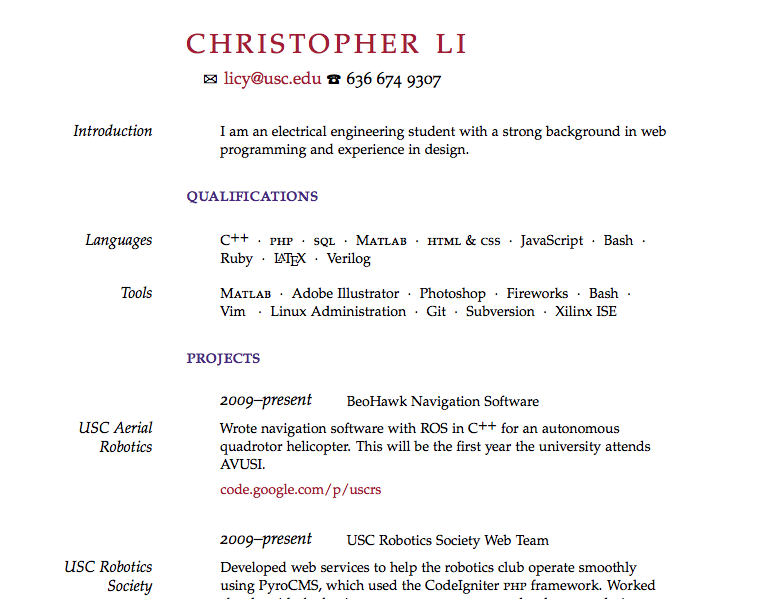 CHRISTOPHER LI
✉ licy@usc.edu ☎ 636 674 9307
Introduction I am an electrical engineering student with a strong background in web
programming and experience in design.
QUALIFICATIONS
Languages C++ · PHP · SQL · MATLAB · HTML & CSS · JavaScript · Bash ·
Ruby · LATEX · Verilog
Tools MATLAB · Adobe Illustrator · Photoshop · Fireworks · Bash ·
Vim · Linux Administration · Git · Subversion · Xilinx ISE
PROJECTS
2009–present BeoHawk Navigation Software
USC Aerial Wrote navigation software with ROS in C++ for an autonomous
Robotics quadrotor helicopter. This will be the first year the university attends
AVUSI.
code.google.com/p/uscrs
2009–present USC Robotics Society Web Team
USC Robotics Developed web services to help the robotics club operate smoothly
Society using PyroCMS, which used the CodeIgniter PHP framework. Worked